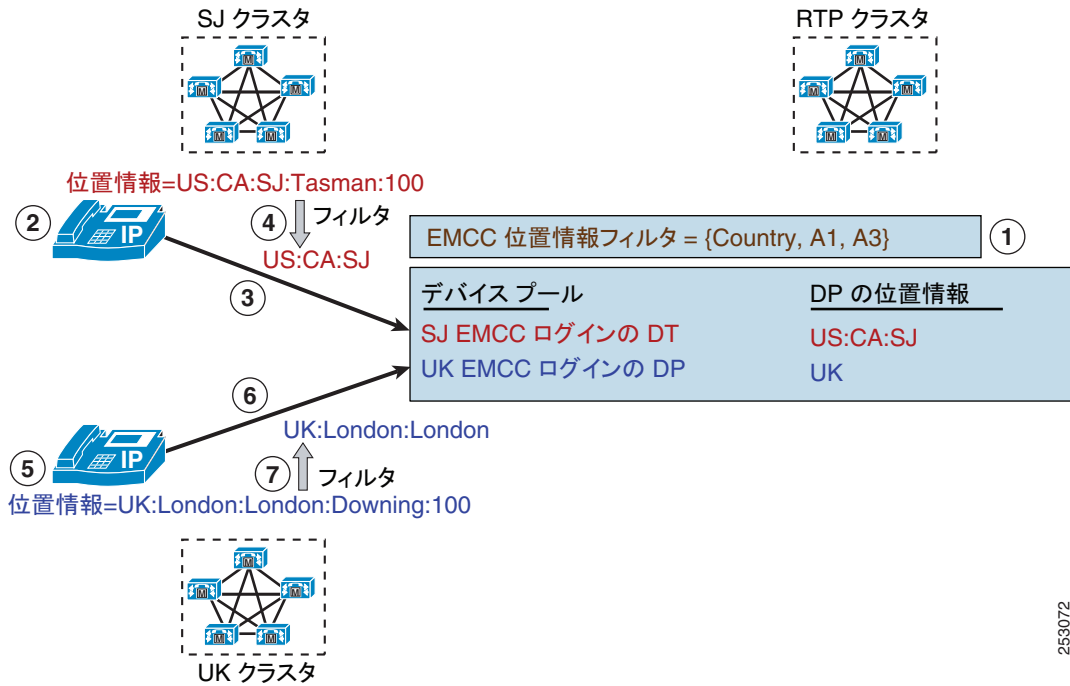 SJ クラスタ
RTP クラスタ
M M M M M
M M M M M
位置情報=US:CA:SJ:Tasman:100
2
IP
4
フィルタ
US:CA:SJ
3
EMCC 位置情報フィルタ = {Country, A1, A3}
1
デバイス プール
DP の位置情報
SJ EMCC ログインの DT
US:CA:SJ
UK EMCC ログインの DP
UK
6
UK:London:London
5
IP
7
フィルタ
位置情報=UK:London:London:Downing:100
M M M M M
UK クラスタ
253072